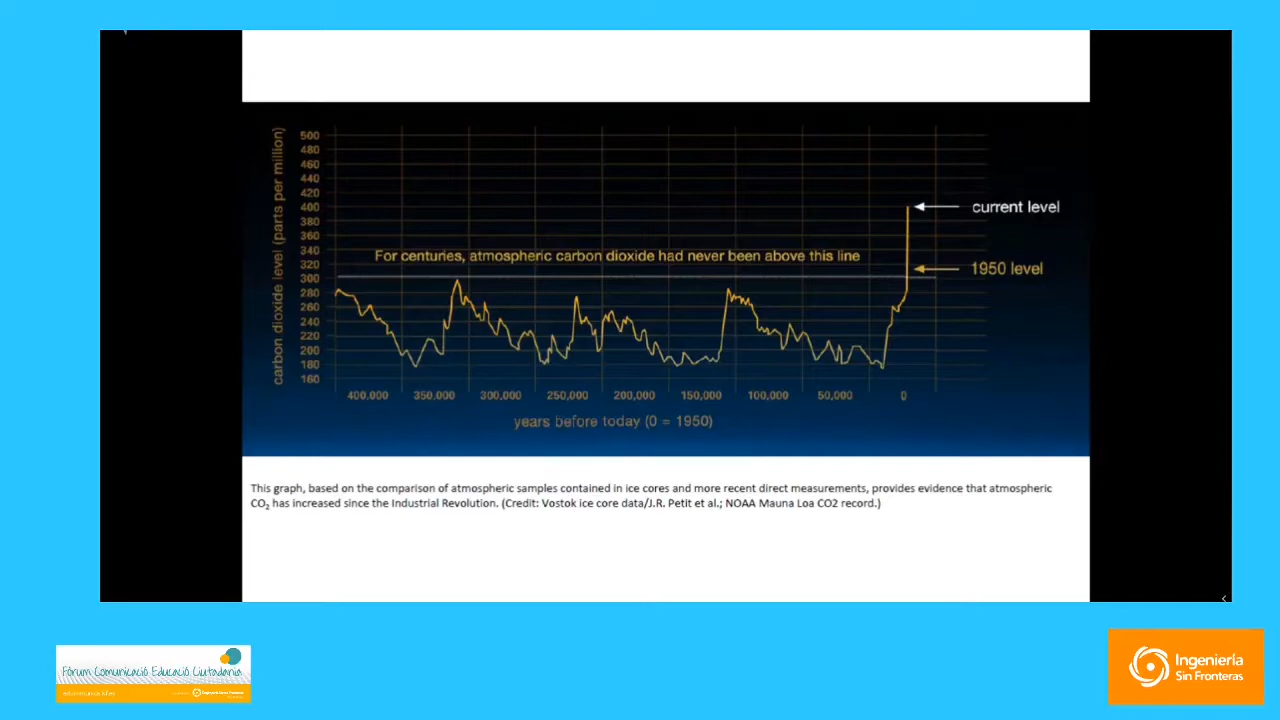 carbon dioxide level (parts per million)
500
480
460
440
420
400
380
360
340
320
300
280
260
240
220
200
180
160
current level
For centuries, atmospheric carbon dioxide had never been above this line
1950 level
400,000 350,000 300,000 250,000 200,000 150,000 100,000 50,000 0
years before today (0 = 1950)
This graph, based on the comparison of atmospheric samples contained in ice cores and more recent direct measurements, provides evidence that atmospheric
CO₂ has increased since the Industrial Revolution. (Credit: Vostok ice core data/J.R. Petit et al.; NOAA Mauna Loa CO2 record.)
Fòrum Comunicació Educació Ciutadania
Ingeniería
Sin Fronteras